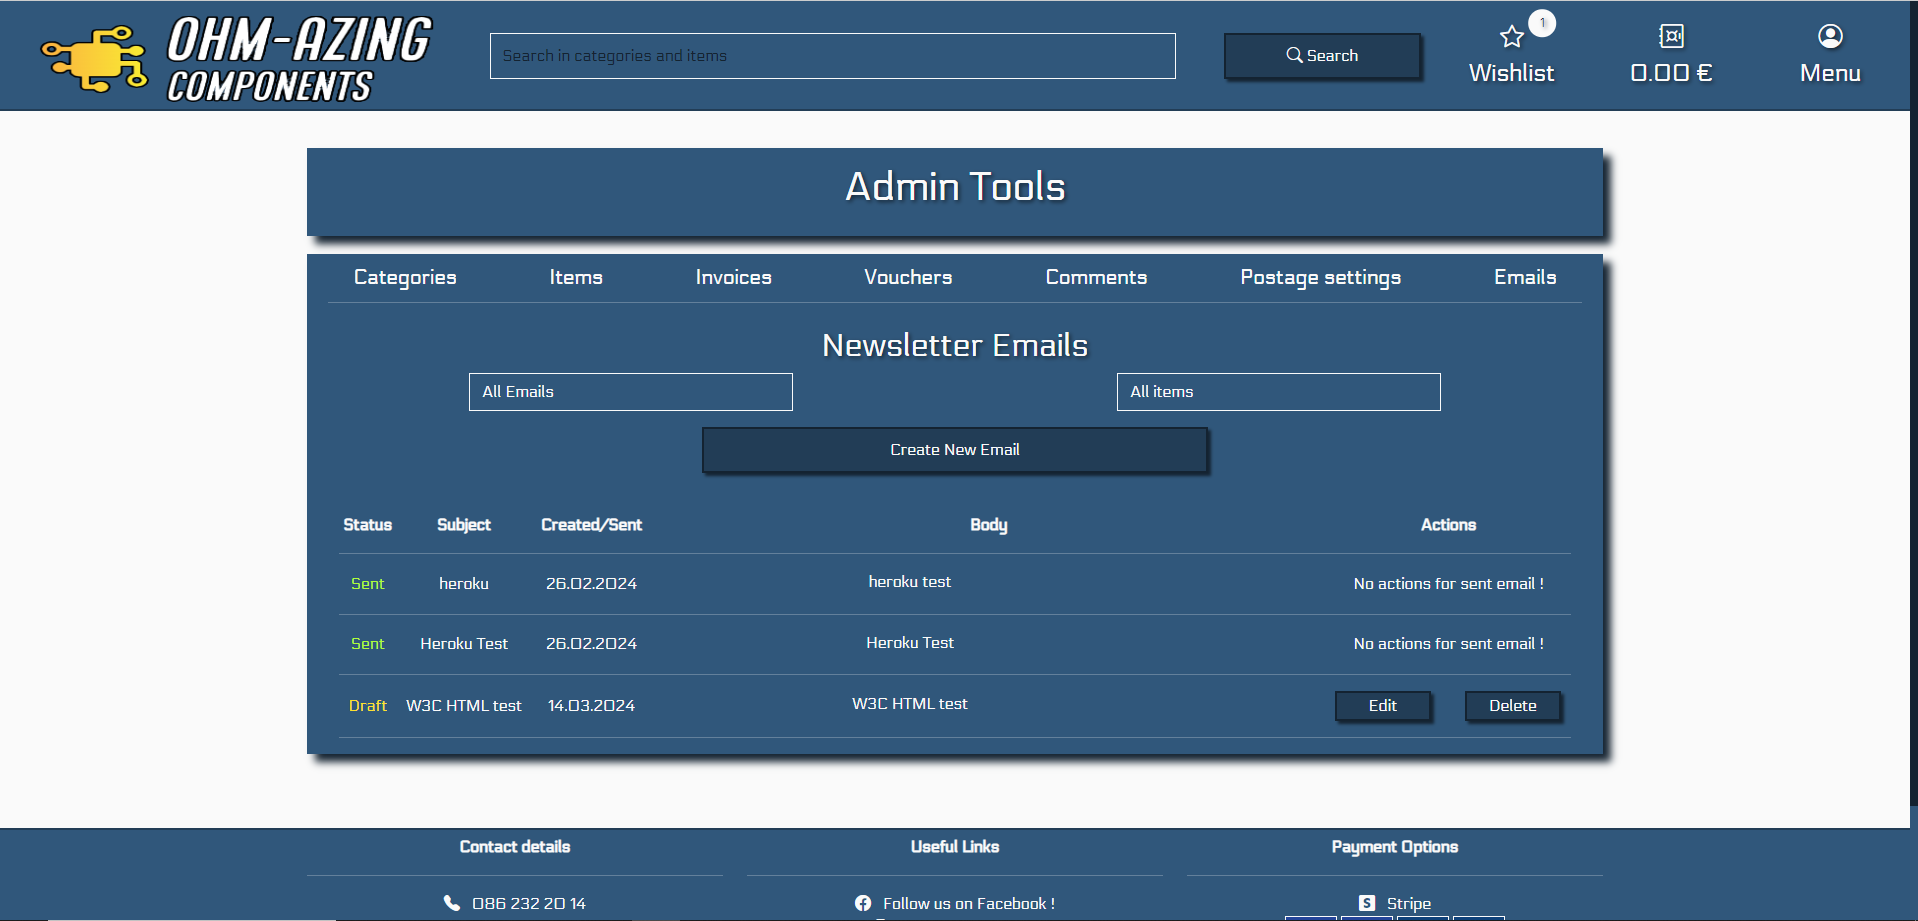 OHM-AZING
COMPONENTS
Search in categories and items
Search
1
Wishlist
0.00 €
Menu
Admin Tools
Categories Items Invoices Vouchers Comments Postage settings Emails
Newsletter Emails
All Emails All items
Create New Email
Status Subject Created/Sent Body Actions
Sent heroku 26.02.2024 heroku test No actions for sent email !
Sent Heroku Test 26.02.2024 Heroku Test No actions for sent email !
Draft W3C HTML test 14.03.2024 W3C HTML test Edit Delete
Contact details Useful Links Payment Options
086 232 20 14 Follow us on Facebook ! S Stripe